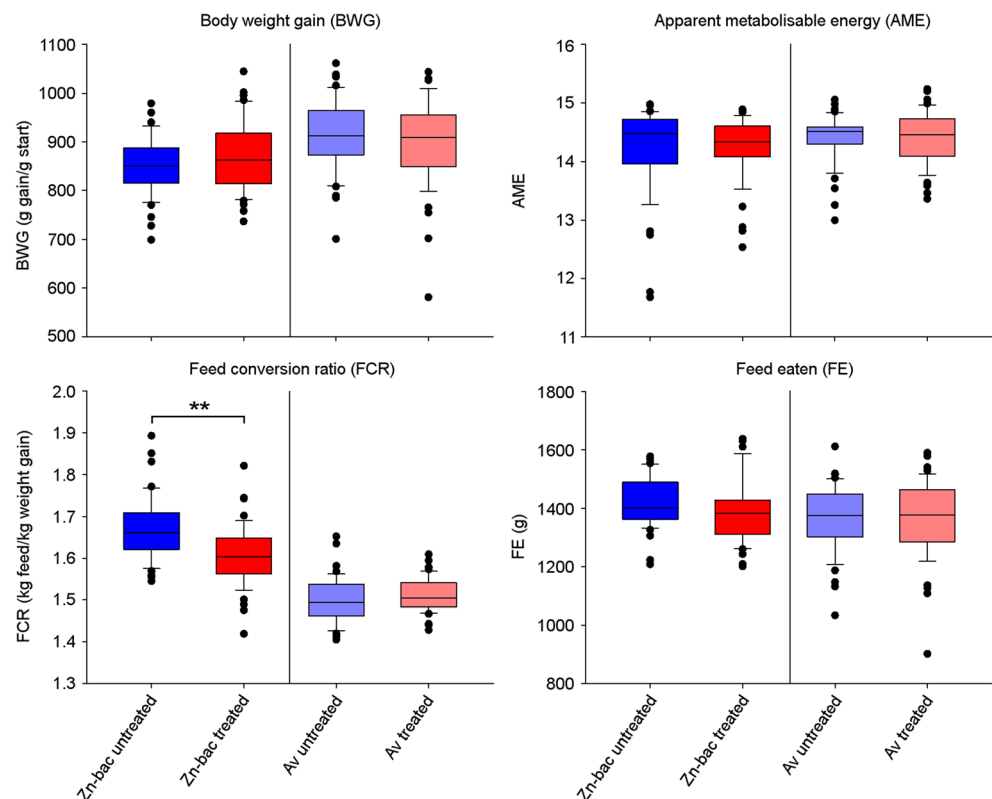 Body weight gain (BWG)
BWG (g gain/g start)
1100
1000
900
800
700
600
500
Apparent metabolisable energy (AME)
AME
16
15
14
13
12
11
Feed conversion ratio (FCR)
FCR (kg feed/kg weight gain)
2.0
1.9
1.8
1.7
1.6
1.5
1.4
1.3
**
Zn-bac untreated
Zn-bac treated
Av untreated
Av treated
Feed eaten (FE)
FE (g)
1800
1600
1400
1200
1000
800
Zn-bac untreated
Zn-bac treated
Av untreated
Av treated